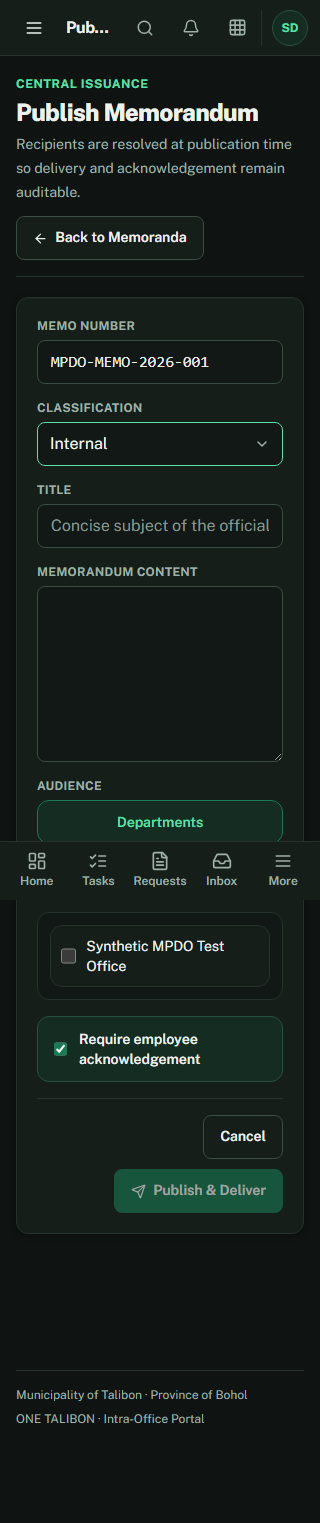 Pub...
SD
CENTRAL ISSUANCE
Publish Memorandum
Recipients are resolved at publication time
so delivery and acknowledgement remain
auditable.
Back to Memoranda
MEMO NUMBER
MPDO-MEMO-2026-001
CLASSIFICATION
Internal
TITLE
Concise subject of the official
MEMORANDUM CONTENT
AUDIENCE
Departments
Home Tasks Requests Inbox More
Synthetic MPDO Test
Office
Require employee
acknowledgement
Cancel
Publish & Deliver
Municipality of Talibon · Province of Bohol
ONE TALIBON · Intra-Office Portal